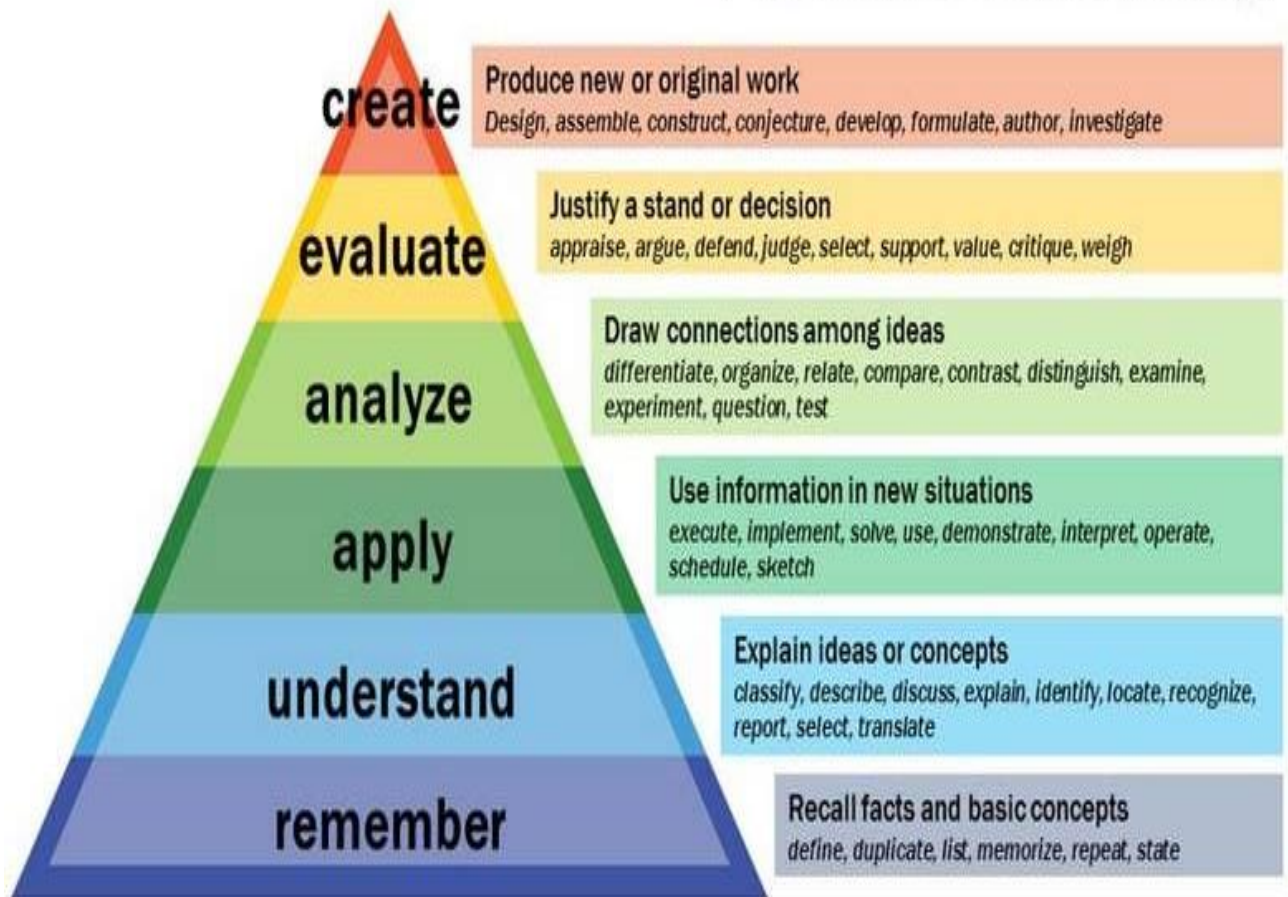 create
Produce new or original work
Design, assemble, construct, conjecture, develop, formulate, author, investigate
evaluate
Justify a stand or decision
appraise, argue, defend, judge, select, support, value, critique, weigh
analyze
Draw connections among ideas
differentiate, organize, relate, compare, contrast, distinguish, examine,
experiment, question, test
apply
Use information in new situations
execute, implement, solve, use, demonstrate, interpret, operate,
schedule, sketch
understand
Explain ideas or concepts
classify, describe, discuss, explain, identify, locate, recognize,
report, select, translate
remember
Recall facts and basic concepts
define, duplicate, list, memorize, repeat, state